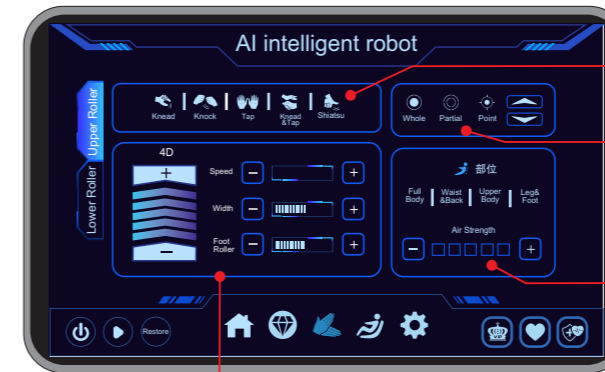 AI intelligent robot
Upper Roller
Lower Roller
Knead
Knock
Tap
Knead
&Tap
Shiatsu
Whole
Partial
Point
4D
+
−
Speed
− +
Width
− +
Foot
Roller
− +
部位
Full
Body
Waist
&Back
Upper
Body
Leg&
Foot
Air Strength
− +
Restore
VIP